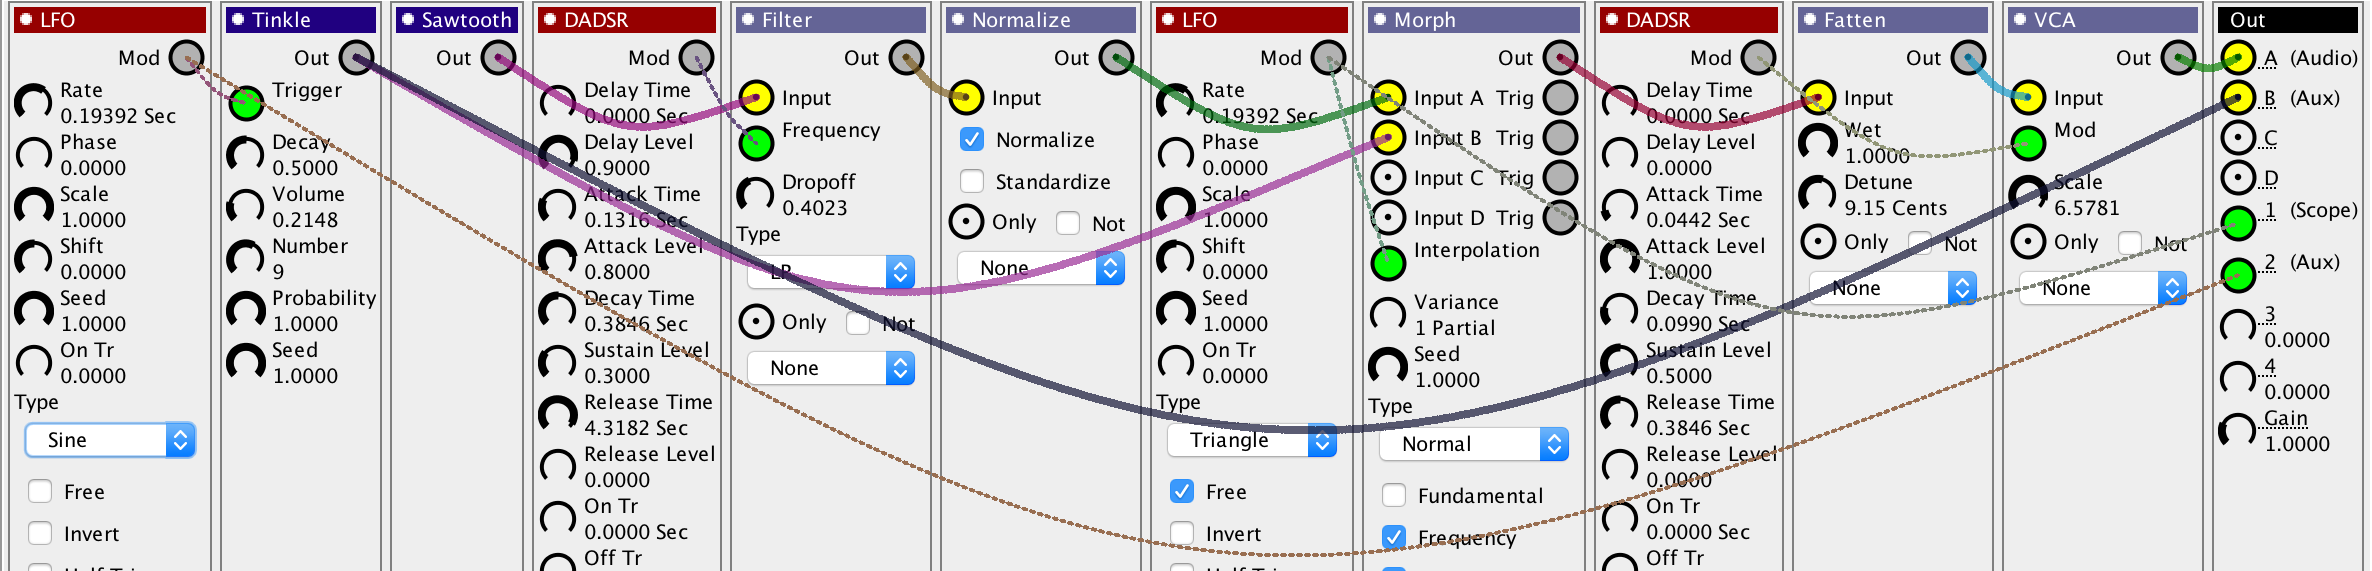 LFO
Mod
Rate
0.19392 Sec
Phase
0.0000
Scale
1.0000
Shift
0.0000
Seed
1.0000
On Tr
0.0000
Type
Sine
Free
Invert
Tinkle
Out
Trigger
Decay
0.5000
Volume
0.2148
Number
9
Probability
1.0000
Seed
1.0000
Sawtooth
Out
DADSR
Mod
Delay Time
0.0000 Sec
Delay Level
0.9000
Attack Time
0.1316 Sec
Attack Level
0.8000
Decay Time
0.3846 Sec
Sustain Level
0.3000
Release Time
4.3182 Sec
Release Level
0.0000
On Tr
0.0000 Sec
Off Tr
Filter
Out
Input
Frequency
Dropoff
0.4023
Type
LP
Only Not
None
Normalize
Out
Input
Normalize
Standardize
Only Not
None
LFO
Mod
Rate
0.19392 Sec
Phase
0.0000
Scale
1.0000
Shift
0.0000
Seed
1.0000
On Tr
0.0000
Type
Triangle
Free
Invert
Morph
Out
Input A Trig
Input B Trig
Input C Trig
Input D Trig
Interpolation
Variance
1 Partial
Seed
1.0000
Type
Normal
Fundamental
Frequency
DADSR
Mod
Delay Time
0.0000 Sec
Delay Level
0.0000
Attack Time
0.0442 Sec
Attack Level
1.0000
Decay Time
0.0990 Sec
Sustain Level
0.5000
Release Time
0.3846 Sec
Release Level
0.0000
On Tr
0.0000 Sec
Off Tr
Fatten
Out
Input
Wet
1.0000
Detune
9.15 Cents
Only Not
None
VCA
Out
Input
Mod
Scale
6.5781
Only Not
None
Out
A (Audio)
B (Aux)
C
D
1 (Scope)
2 (Aux)
3
0.0000
4
0.0000
Gain
1.0000